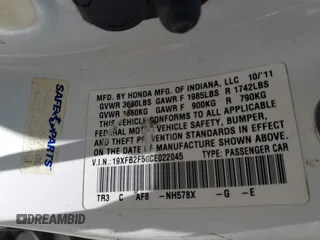 SAFE PARTS
MFD. BY HONDA MFG. OF INDIANA, LLC 10/11
GVWR LBS GAWR F 1985LBS R 1742LBS
GVWR KG GAWR F 900KG R 790KG
THIS VEHICLE CONFORMS TO ALL APPLICABLE
FEDERAL MOTOR VEHICLE SAFETY, BUMPER,
AND THEFT PREVENTION STANDARDS IN EFFECT
ON THE DATE OF MANUFACTURE SHOWN ABOVE.
V.I.N.: 19XFB2F50CE022045 TYPE: PASSENGER CAR
TR3 C AF8 -NH578X -G -E
DREAMBID